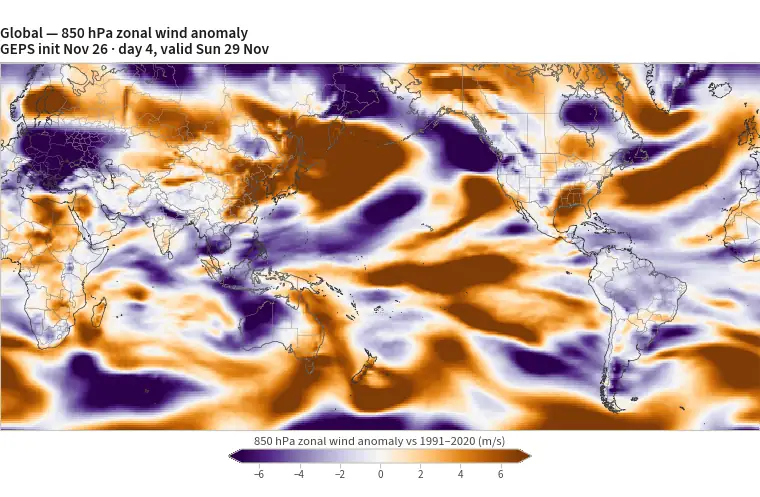 Global — 850 hPa zonal wind anomaly
GEPS init Nov 26 · day 4, valid Sun 29 Nov
850 hPa zonal wind anomaly vs 1991–2020 (m/s)
−6 −4 −2 0 2 4 6